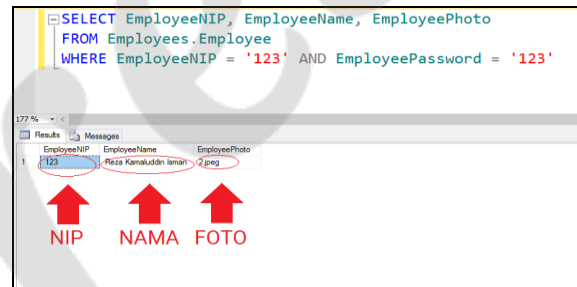 SELECT EmployeeNIP, EmployeeName, EmployeePhoto
FROM Employees.Employee
WHERE EmployeeNIP = '123' AND EmployeePassword = '123'
177 %
Results Messages
EmployeeNIP EmployeeName EmployeePhoto
1 123 Reza Kamaluddin Isman 2.jpeg
NIP NAMA FOTO